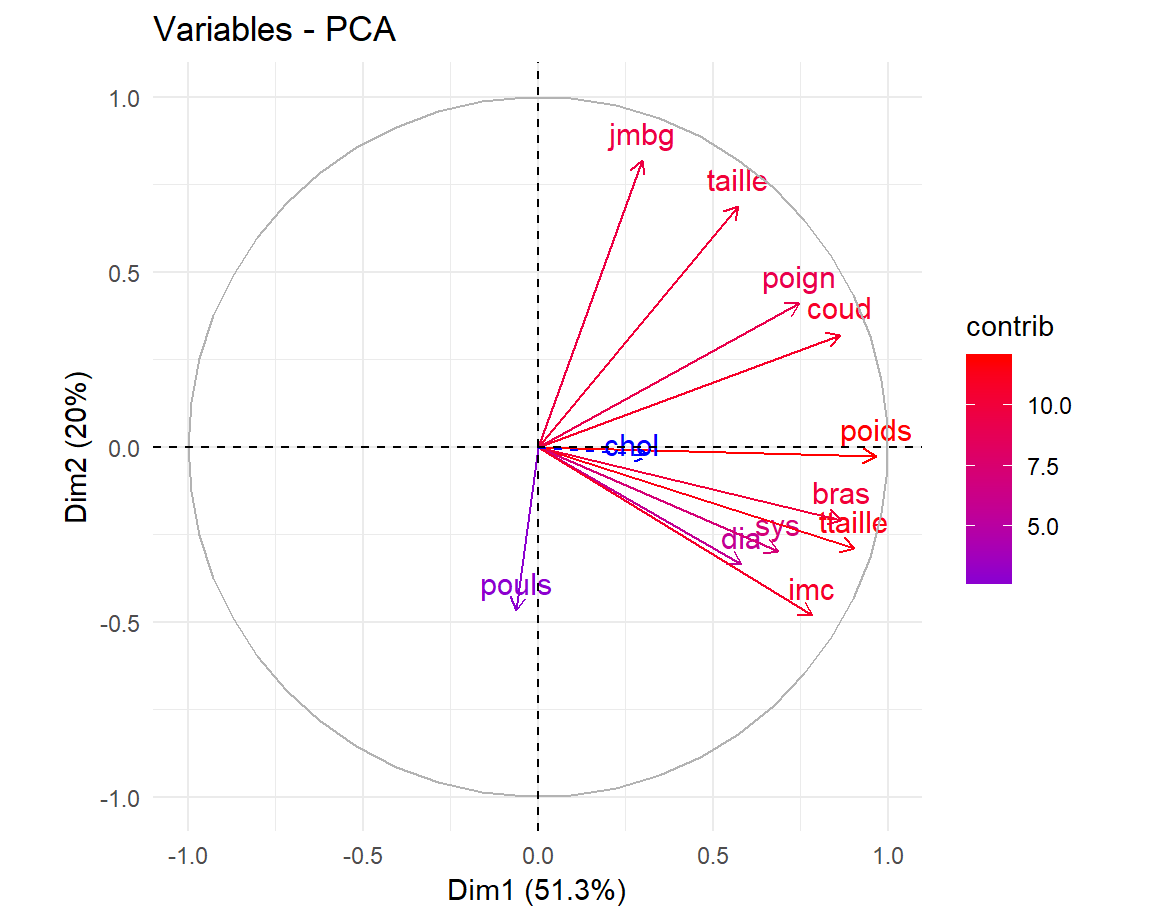 Variables - PCA
1.0
0.5
0.0
-0.5
-1.0
Dim2 (20%)
jmbg
taille
poign
coud
poids
chol
bras
ttaille
sys
dia
imc
pouls
-1.0
-0.5
0.0
0.5
1.0
Dim1 (51.3%)
contrib
10.0
7.5
5.0